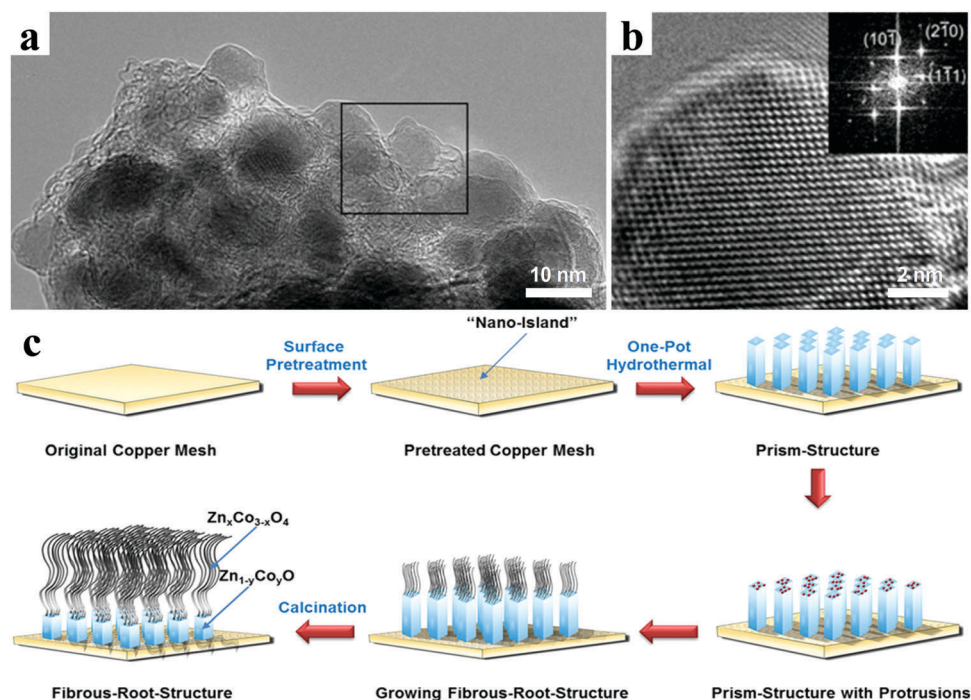 a
b
(101̄)
(21̄0)
(11̄1)
10 nm
2 nm
c
“Nano-Island”
Surface
Pretreatment
One-Pot
Hydrothermal
Original Copper Mesh
Pretreated Copper Mesh
Prism-Structure
ZnₓCo₃₋ₓO₄
Zn₁₋ᵧCoᵧO
Calcination
Fibrous-Root-Structure
Growing Fibrous-Root-Structure
Prism-Structure with Protrusions